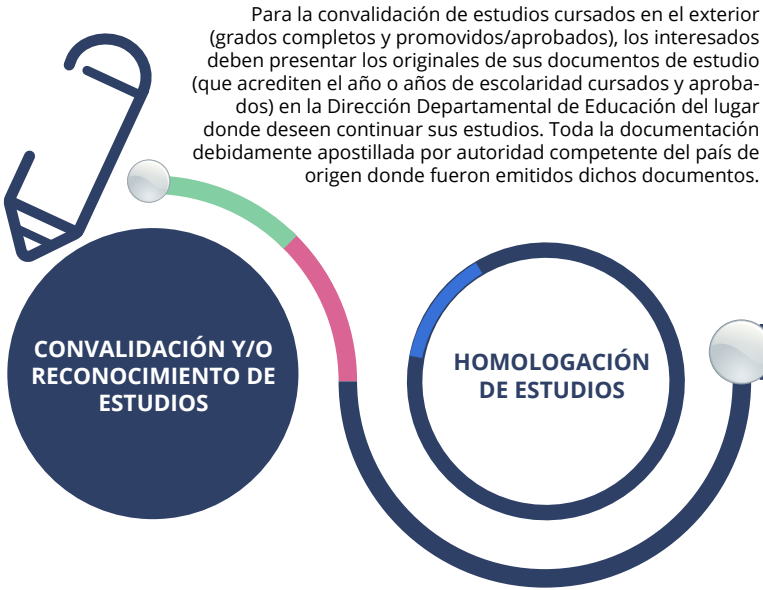 Para la convalidación de estudios cursados en el exterior
(grados completos y promovidos/aprobados), los interesados
deben presentar los originales de sus documentos de estudio
(que acrediten el año o años de escolaridad cursados y aproba-
dos) en la Dirección Departamental de Educación del lugar
donde deseen continuar sus estudios. Toda la documentación
debidamente apostillada por autoridad competente del país de
origen donde fueron emitidos dichos documentos.
CONVALIDACIÓN Y/O
RECONOCIMIENTO DE
ESTUDIOS
HOMOLOGACIÓN
DE ESTUDIOS